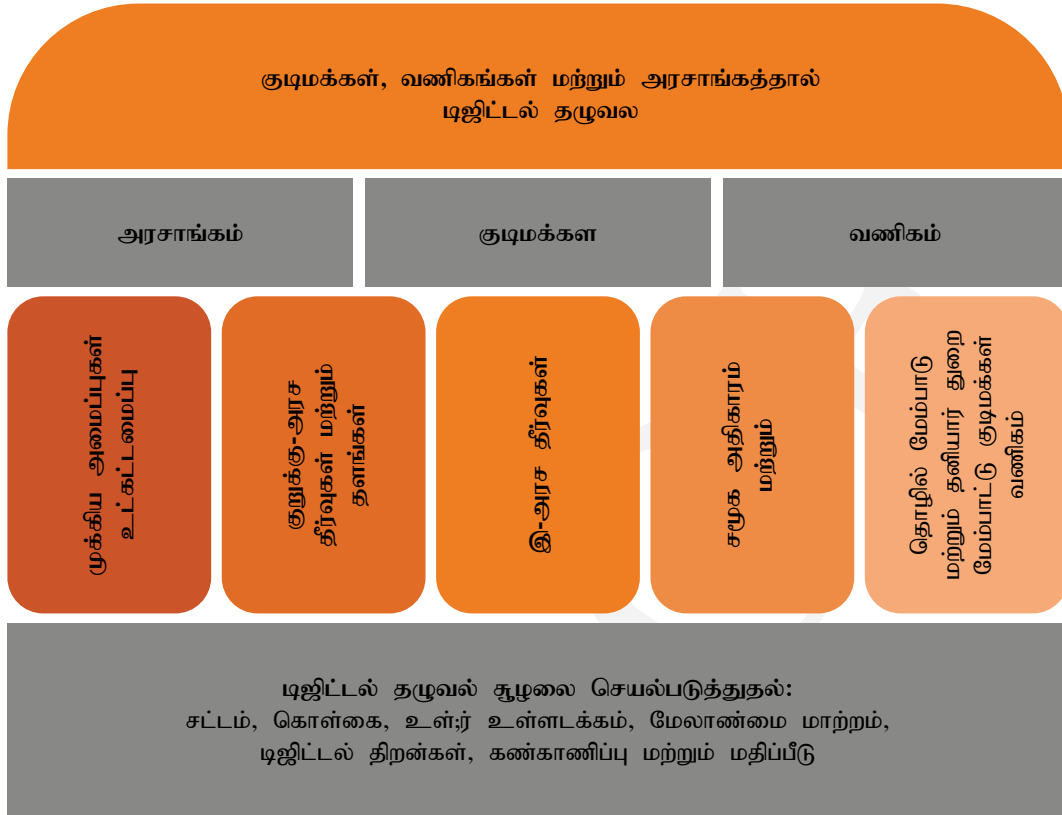 குடிமக்கள், வணிகங்கள் மற்றும் அரசாங்கத்தால்
டிஜிட்டல் தழுவல
அரசாங்கம்
குடிமக்கள
வணிகம்
முக்கிய அமைப்புகள்
உட்கட்டமைப்பு
குறுக்கு-அரச
தீர்வுகள் மற்றும்
தளங்கள்
இ-அரச தீர்வுகள்
சமூக அதிகாரம்
மற்றும்
தொழில் மேம்பாடு
மற்றும் தனியார் துறை
மேம்பாட்டு குடிமக்கள்
வணிகம்
டிஜிட்டல் தழுவல் சூழலை செயல்படுத்துதல்:
சட்டம், கொள்கை, உள்;ர் உள்ளடக்கம், மேலாண்மை மாற்றம்,
டிஜிட்டல் திறன்கள், கண்காணிப்பு மற்றும் மதிப்பீடு